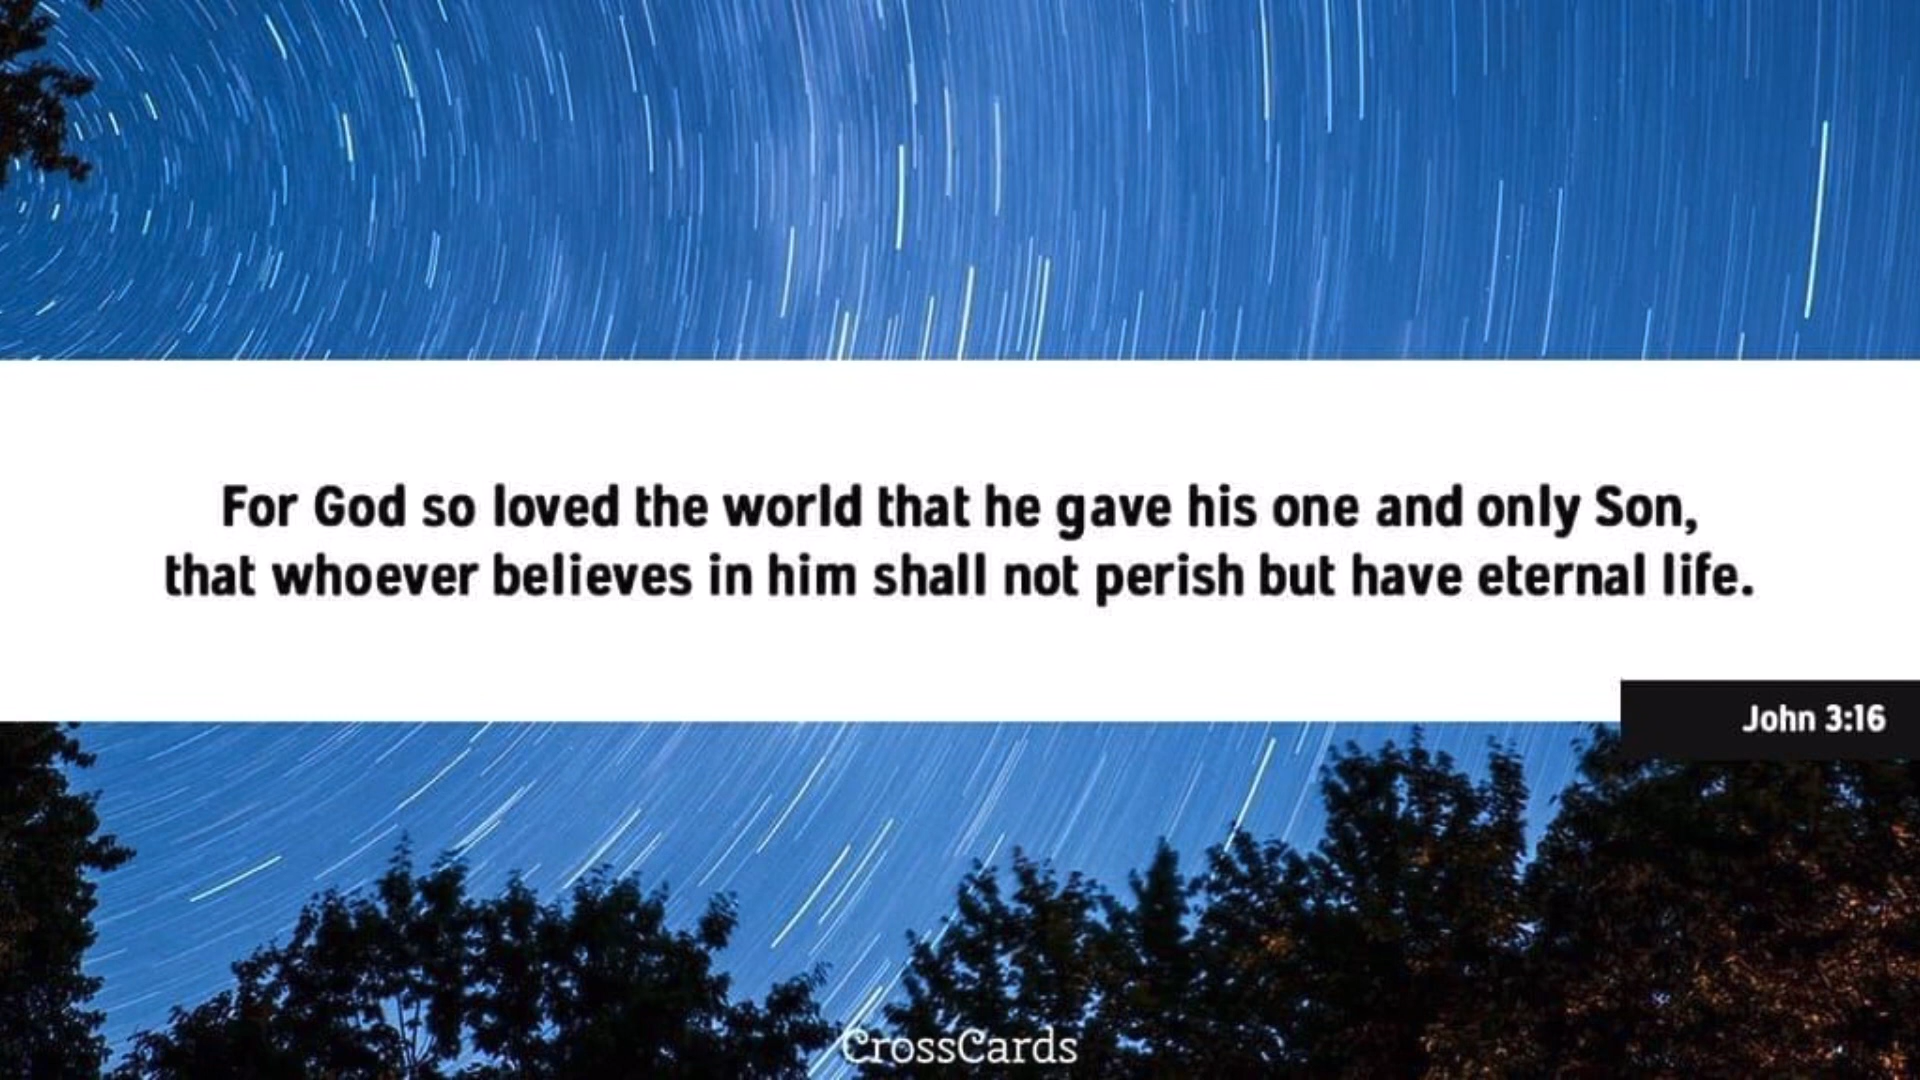 For God so loved the world that he gave his one and only Son,
that whoever believes in him shall not perish but have eternal life.
John 3:16
CrossCards